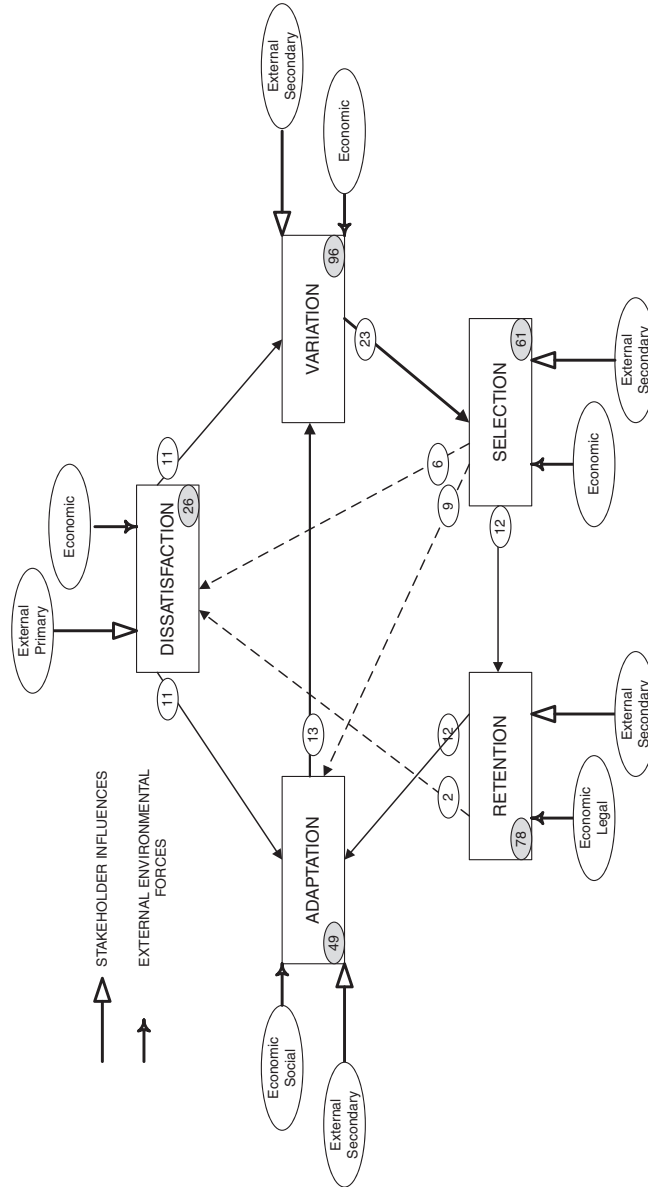 External
Primary
Economic
STAKEHOLDER INFLUENCES
EXTERNAL ENVIRONMENTAL
FORCES
DISSATISFACTION
26
11
11
Economic
Social
External
Secondary
ADAPTATION
49
13
VARIATION
96
External
Secondary
Economic
23
2
12
9
6
RETENTION
78
12
SELECTION
61
Economic
Legal
External
Secondary
Economic
External
Secondary